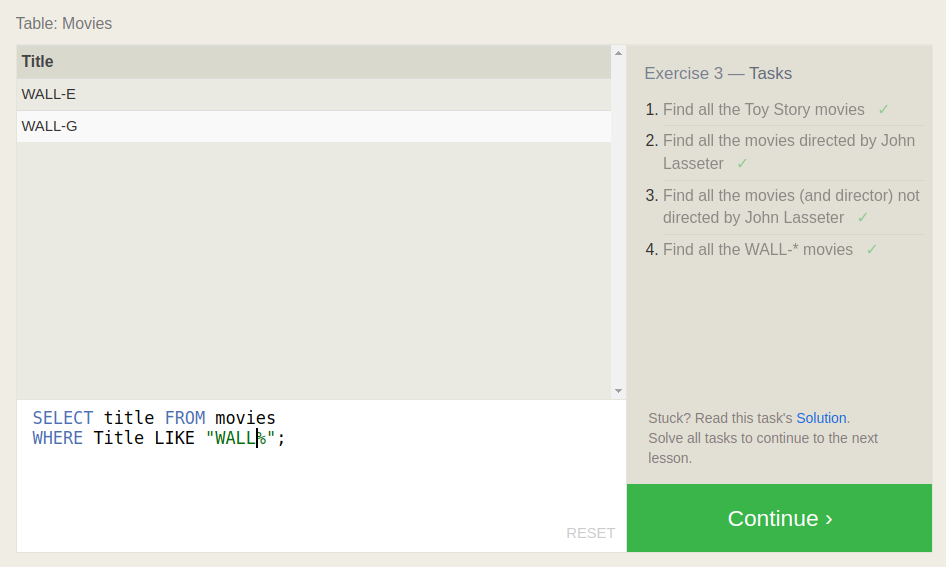 Table: Movies
Title
WALL-E
WALL-G
SELECT title FROM movies
WHERE Title LIKE "WALL%";
RESET
Exercise 3 — Tasks
1. Find all the Toy Story movies ✓
2. Find all the movies directed by John
Lasseter ✓
3. Find all the movies (and director) not
directed by John Lasseter ✓
4. Find all the WALL-* movies ✓
Stuck? Read this task's Solution.
Solve all tasks to continue to the next
lesson.
Continue ›